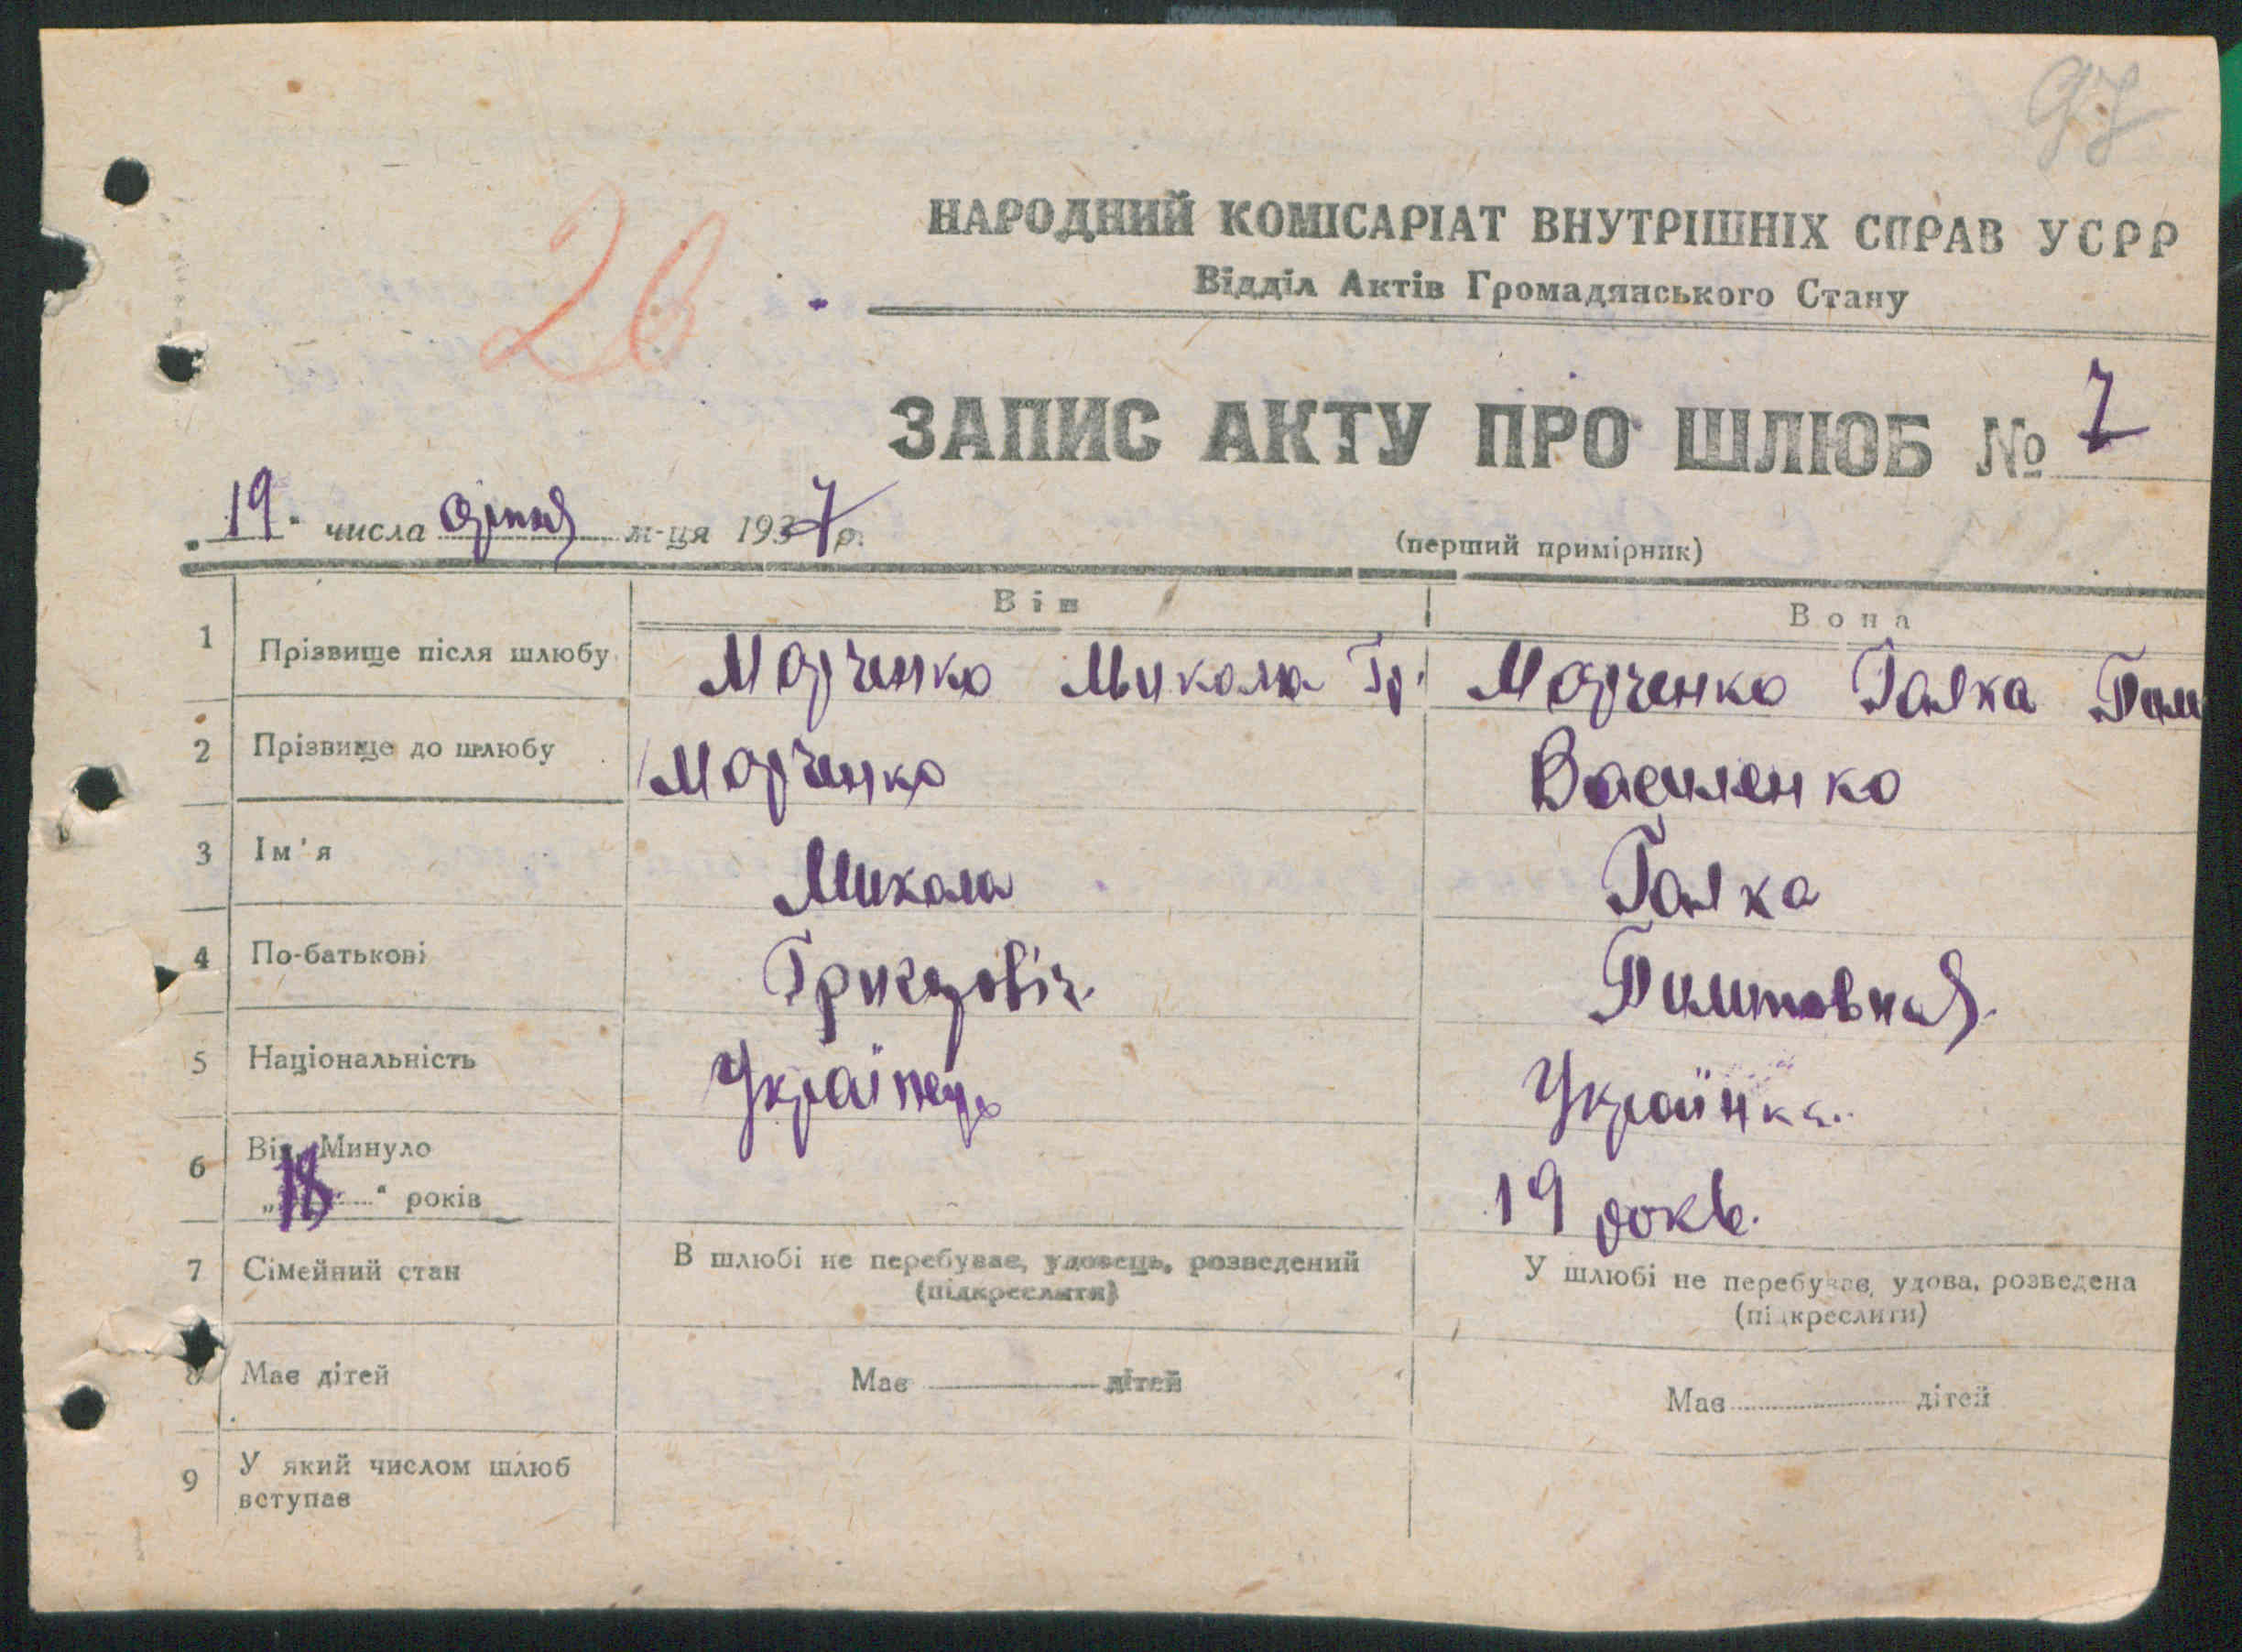 97
26
НАРОДНИЙ КОМІСАРІАТ ВНУТРІШНІХ СПРАВ УСРР
Відділ Актів Громадянського Стану
ЗАПИС АКТУ ПРО ШЛЮБ № 7
19. числа м-ця 1937 р.
(перший примірник)
Він Вона
1 Прізвище після шлюбу Марченко Микола Гр. Марченко Галка
2 Прізвище до шлюбу Марченко Василенко
3 Ім'я Микола Галка
4 По-батькові
5 Національність Українець Українка.
6 Вік. Минуло
„18“ років 19 років.
7 Сімейний стан В шлюбі не перебуває, удовець, розведений У шлюбі не перебуває, удова, розведена
(підкреслити) (підкреслити)
8 Має дітей Має дітей Має дітей
9 У який числом шлюб
вступає